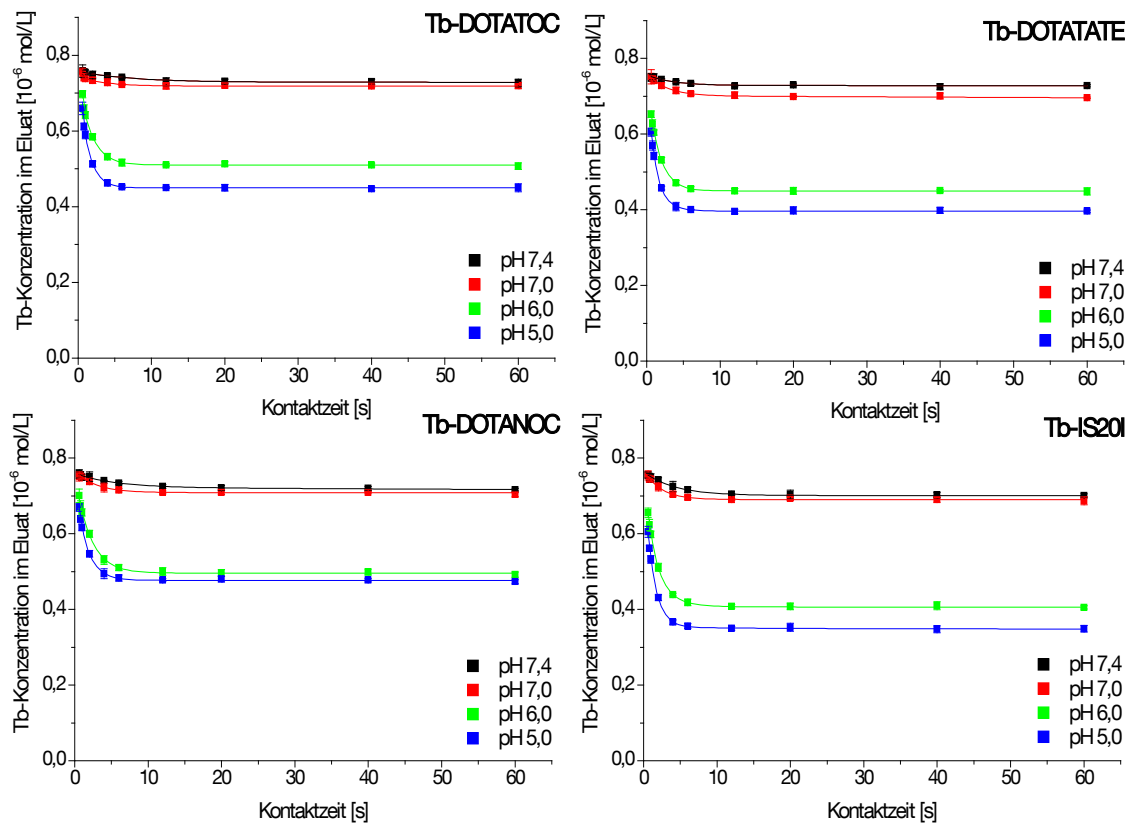 Tb-DOTATOC
Tb-Konzentration im Eluat [10⁻⁶ mol/L]
0,8
0,6
0,4
0,2
0,0
pH 7,4
pH 7,0
pH 6,0
pH 5,0
0 10 20 30 40 50 60
Kontaktzeit [s]
Tb-DOTATATE
Tb-Konzentration im Eluat [10⁻⁶ mol/L]
0,8
0,6
0,4
0,2
0,0
pH 7,4
pH 7,0
pH 6,0
pH 5,0
0 10 20 30 40 50 60
Kontaktzeit [s]
Tb-DOTANOC
Tb-Konzentration im Eluat [10⁻⁶ mol/L]
0,8
0,6
0,4
0,2
0,0
pH 7,4
pH 7,0
pH 6,0
pH 5,0
0 10 20 30 40 50 60
Kontaktzeit [s]
Tb-IS20I
Tb-Konzentration im Eluat [10⁻⁶ mol/L]
0,8
0,6
0,4
0,2
0,0
pH 7,4
pH 7,0
pH 6,0
pH 5,0
0 10 20 30 40 50 60
Kontaktzeit [s]